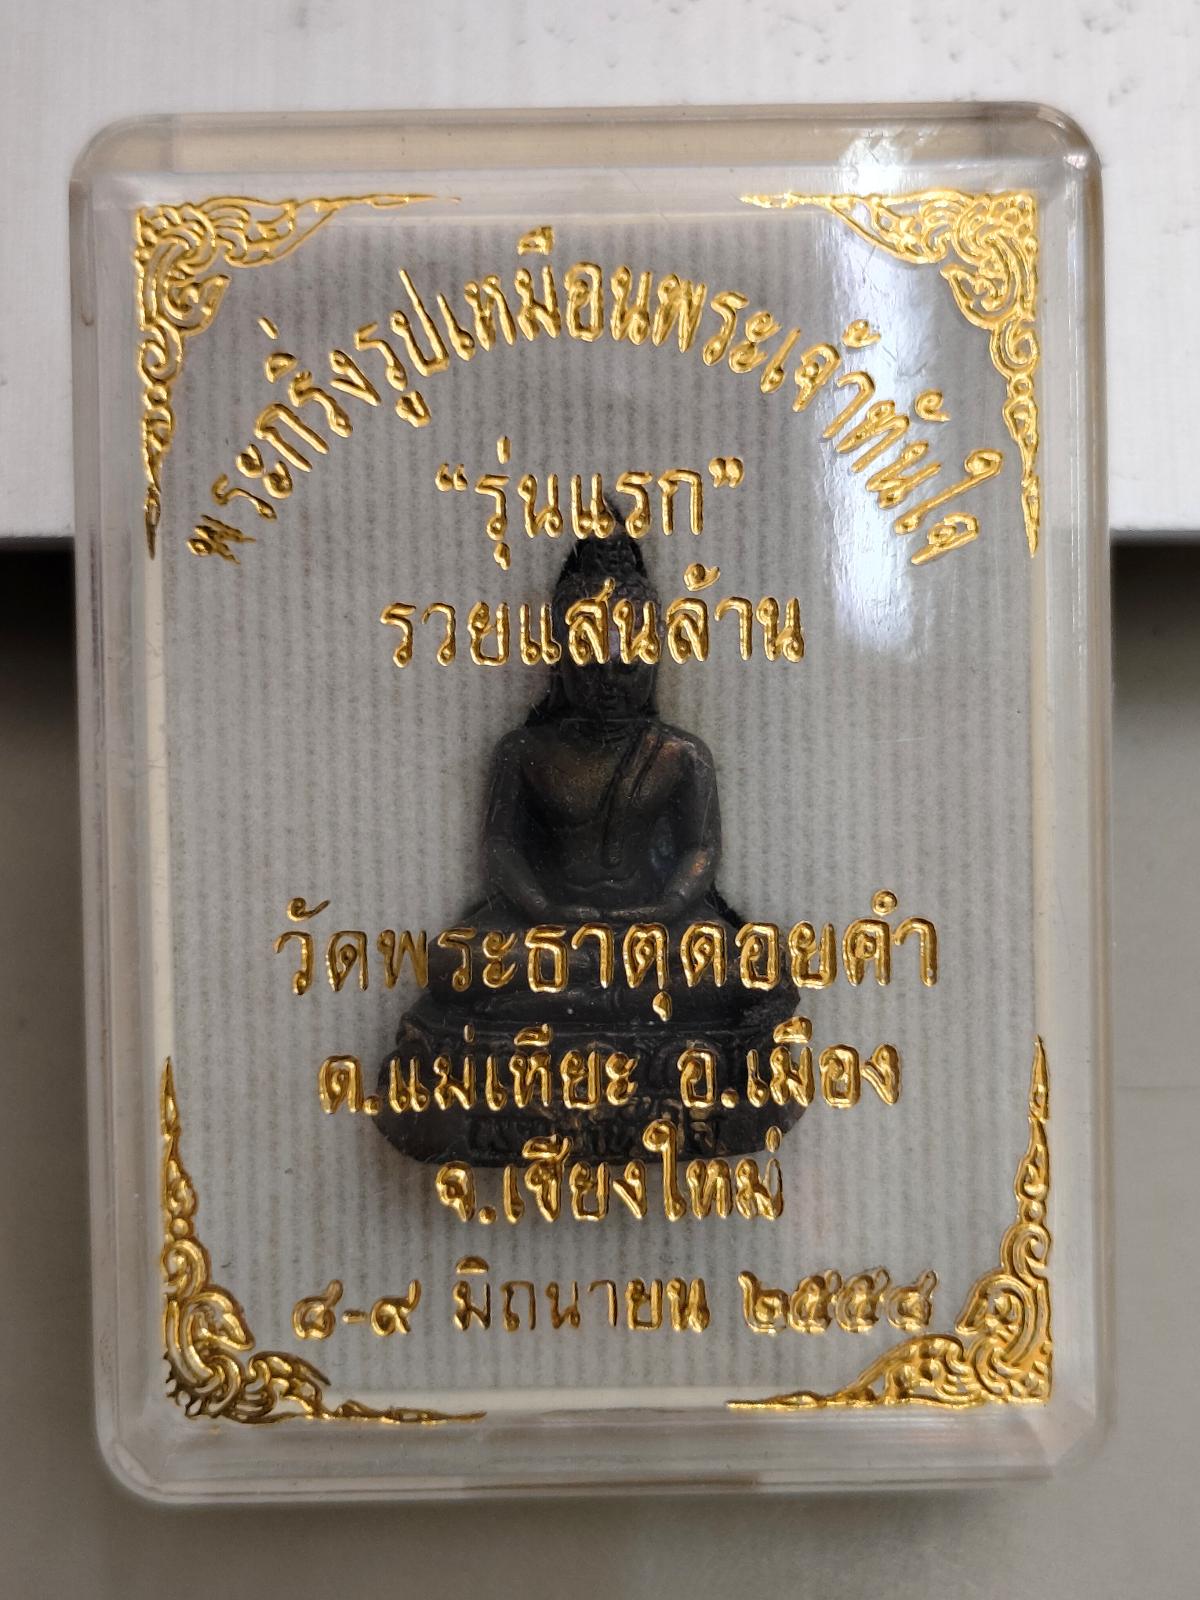 พระกริ่งรูปเหมือนพระเจ้าทันใจ
“รุ่นแรก”
รวยแสนล้าน
วัดพระธาตุดอยคำ
ต.แม่เหียะ อ.เมือง
จ.เชียงใหม่
๘-๙ มิถุนายน ๒๕๕๘